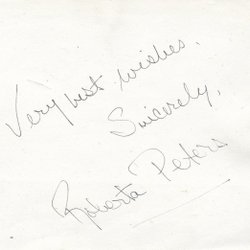 Very best wishes.
Sincerely,
Roberta Peters